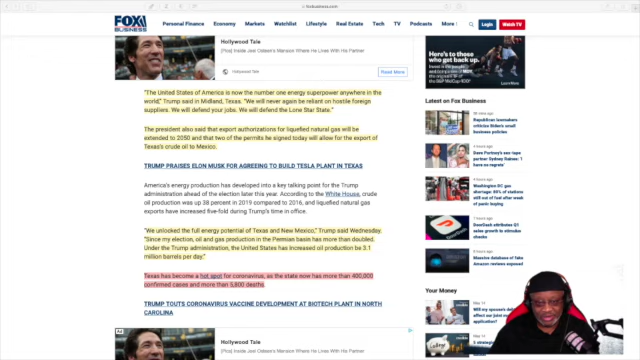 foxbusiness.com
FOX
BUSINESS
Personal Finance Economy Markets Watchlist Lifestyle Real Estate Tech TV Podcasts More
Login
Watch TV
Hollywood Tale
(Pics) Inside Joel Osteen's Mansion Where He Lives With His Partner
Hollywood Tale
Read More
"The United States of America is now the number one energy superpower anywhere in the
world," Trump said in Midland, Texas. "We will never again be reliant on hostile foreign
suppliers. We will defend your jobs. We will defend the Lone Star State."
The president also said that export authorizations for liquefied natural gas will be
extended to 2050 and that two of the permits he signed today will allow for the export of
Texas's crude oil to Mexico.
TRUMP PRAISES ELON MUSK FOR AGREEING TO BUILD TESLA PLANT IN TEXAS
America's energy production has developed into a key talking point for the Trump
administration ahead of the election later this year. According to the White House, crude
oil production was up 38 percent in 2019 compared to 2016, and liquefied natural gas
exports have increased five-fold during Trump's time in office.
"We unlocked the full energy potential of Texas and New Mexico," Trump said Wednesday.
"Since my election, oil and gas production in the Permian basin has more than doubled.
Under the Trump administration, the United States has increased oil production be 3.1
million barrels per day."
Texas has become a hot spot for coronavirus, as the state now has more than 400,000
confirmed cases and more than 5,800 deaths.
TRUMP TOUTS CORONAVIRUS VACCINE DEVELOPMENT AT BIOTECH PLANT IN NORTH
CAROLINA
Ad
Hollywood Tale
(Pics) Inside Joel Osteen's Mansion Where He Lives With His Partner
Here's to those
who get back up.
Latest on Fox Business
Republican lawmakers
criticize Biden's small
business policies
Dave Portnoy's sex-tape
partner Sydney Raines: 'I
have no regrets'
Washington DC gas
shortage: 85% of stations
still out of fuel after week
of panic buying
DoorDash attributes Q1
sales growth to stimulus
checks
Massive database of fake
Amazon reviews exposed
Your Money
May 14
Will my spouse's
affect our joint
applica
May 12
5 strategies